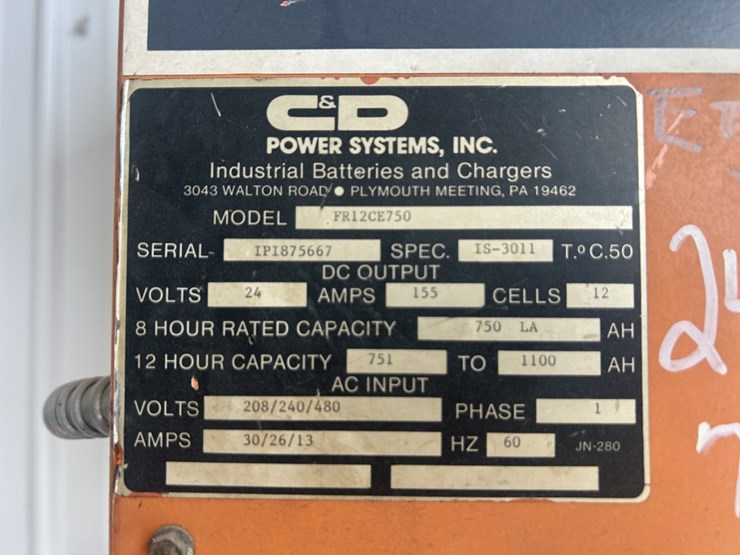 C&D
POWER SYSTEMS, INC.
Industrial Batteries and Chargers
3043 WALTON ROAD • PLYMOUTH MEETING, PA 19462
MODEL FR12CE750
SERIAL IPI875667 SPEC. IS-3011 T.º C.50
DC OUTPUT
VOLTS 24 AMPS 155 CELLS 12
8 HOUR RATED CAPACITY 750 LA AH
12 HOUR CAPACITY 751 TO 1100 AH
AC INPUT
VOLTS 208/240/480 PHASE 1
AMPS 30/26/13 HZ 60 JN-280